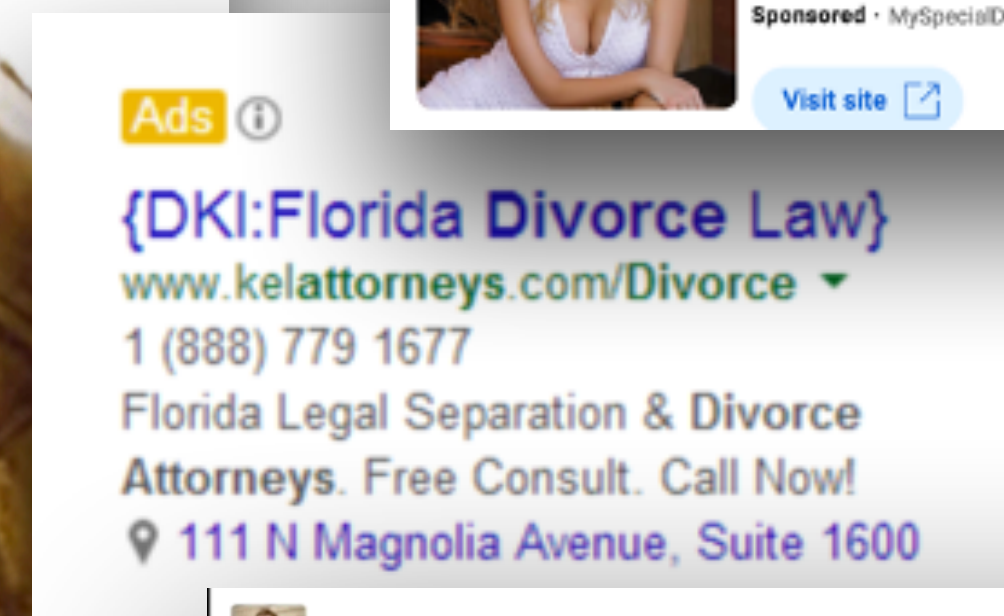 Sponsored · MySpecialD
Visit site
Ads
{DKI:Florida Divorce Law}
www.kelattorneys.com/Divorce
1 (888) 779 1677
Florida Legal Separation & Divorce
Attorneys. Free Consult. Call Now!
111 N Magnolia Avenue, Suite 1600